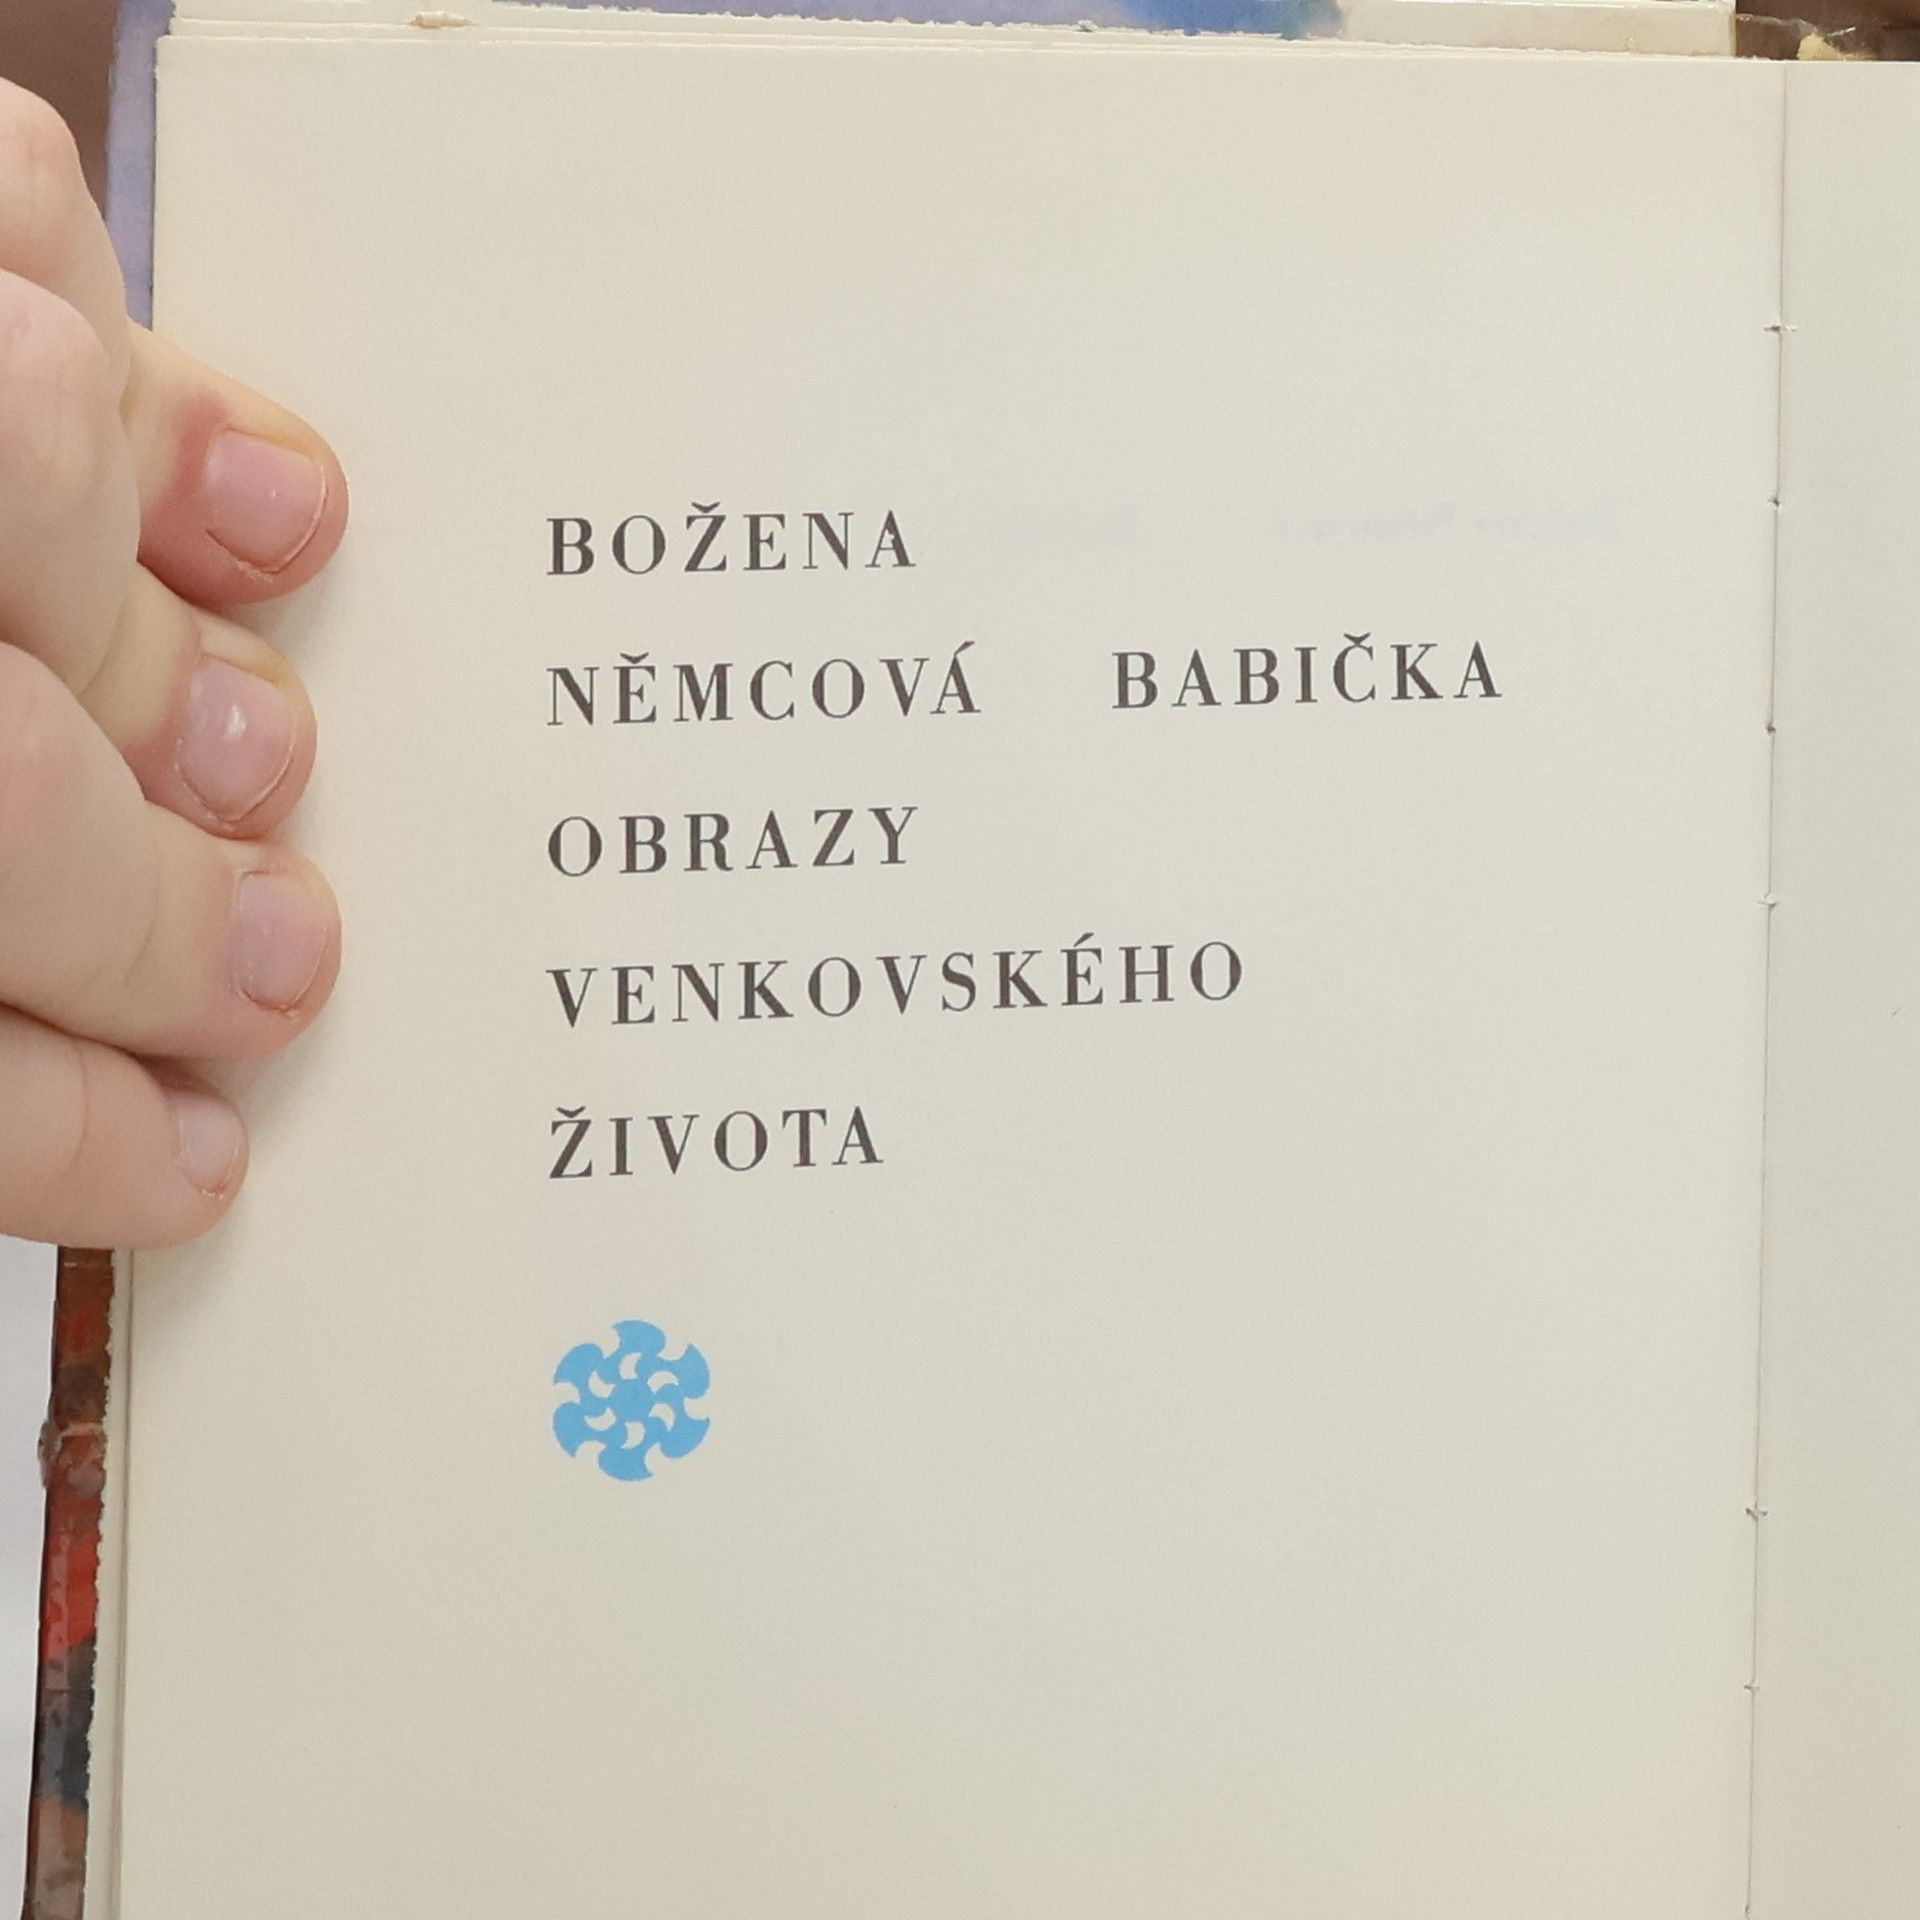 BOŽENA
NĚMCOVÁ BABIČKA
OBRAZY
VENKOVSKÉHO
ŽIVOTA